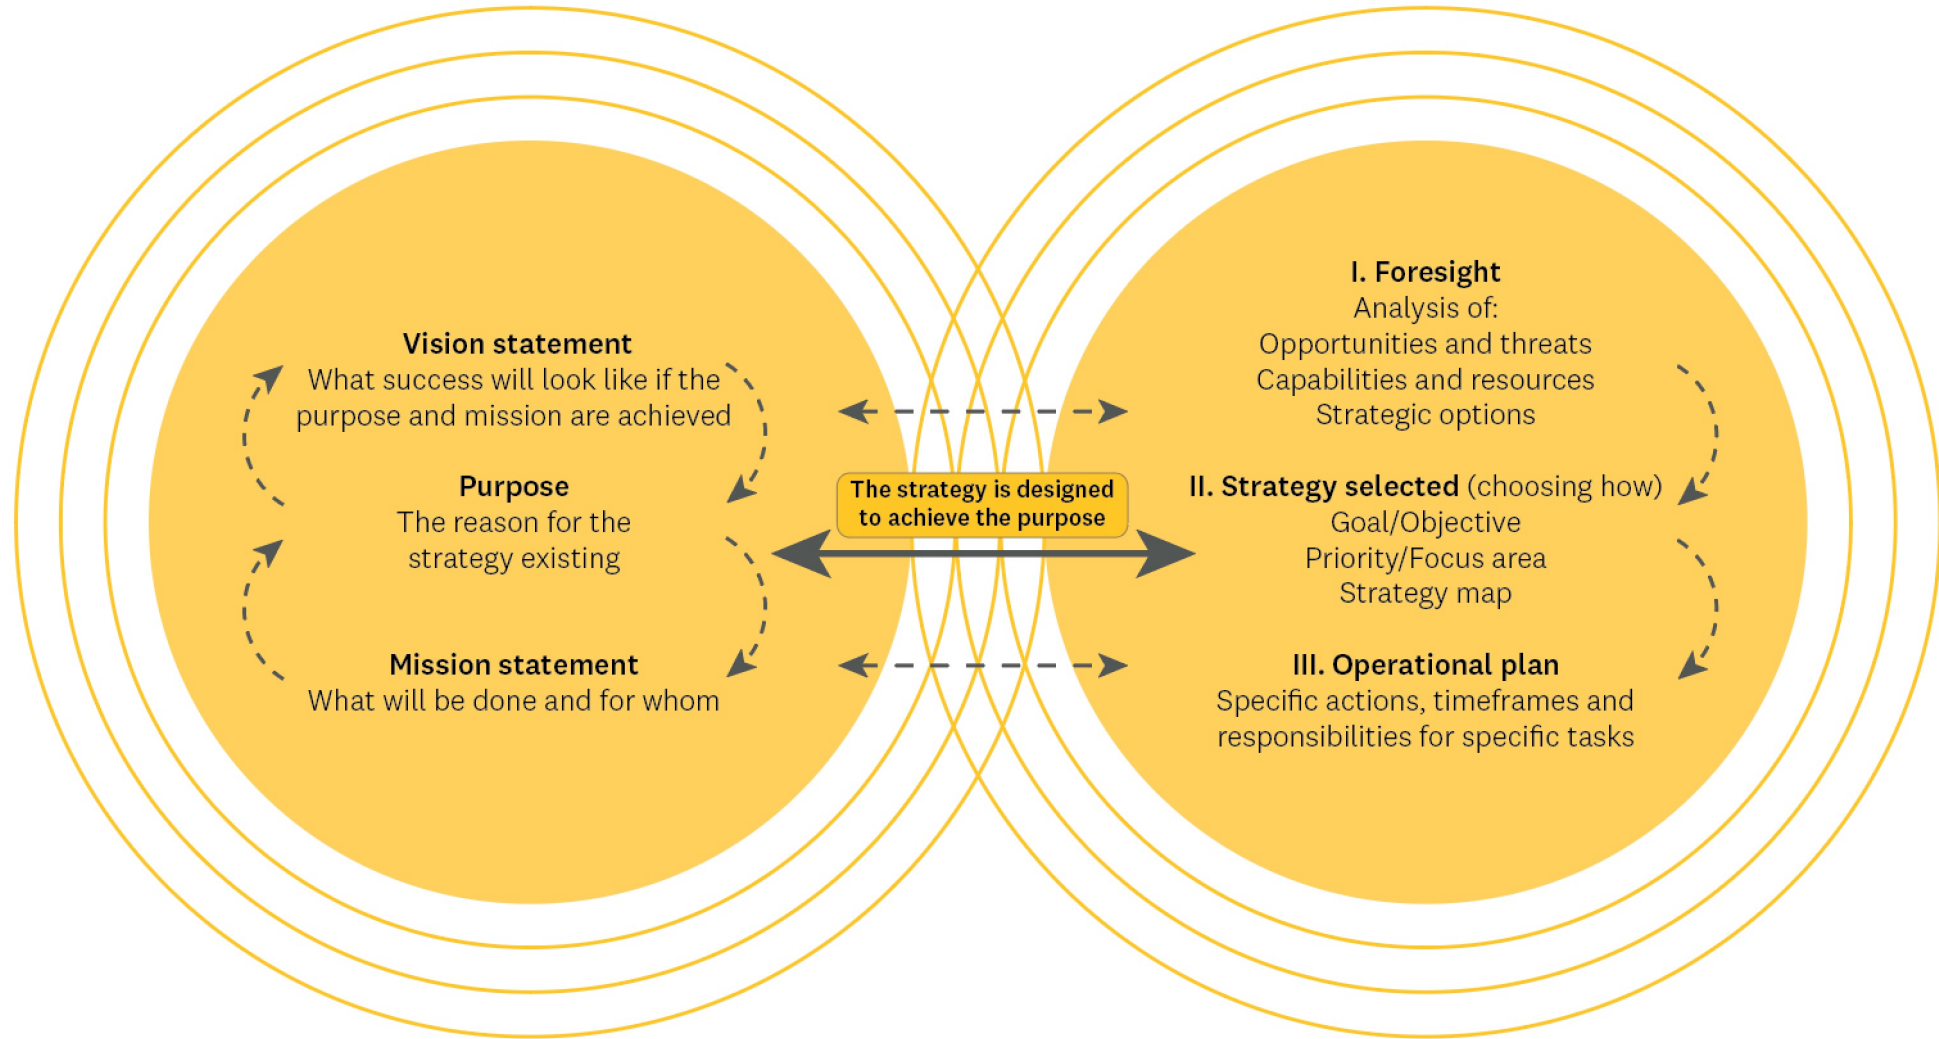 Vision statement
What success will look like if the
purpose and mission are achieved
Purpose
The reason for the
strategy existing
Mission statement
What will be done and for whom
The strategy is designed
to achieve the purpose
I. Foresight
Analysis of:
Opportunities and threats
Capabilities and resources
Strategic options
II. Strategy selected (choosing how)
Goal/Objective
Priority/Focus area
Strategy map
III. Operational plan
Specific actions, timeframes and
responsibilities for specific tasks